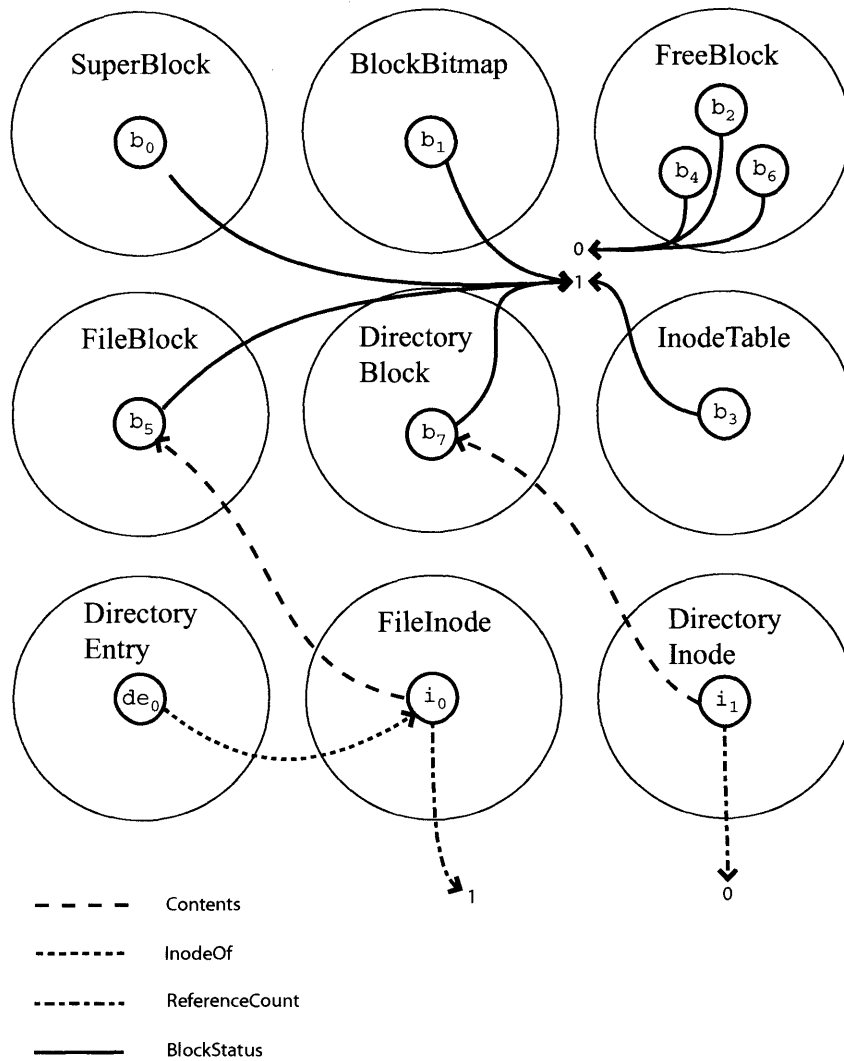 SuperBlock
BlockBitmap
FreeBlock
b0
b1
b2
b4
b6
0
1
FileBlock
Directory
Block
InodeTable
b5
b7
b3
Directory
Entry
FileInode
Directory
Inode
de0
i0
i1
1
0
Contents
InodeOf
ReferenceCount
BlockStatus